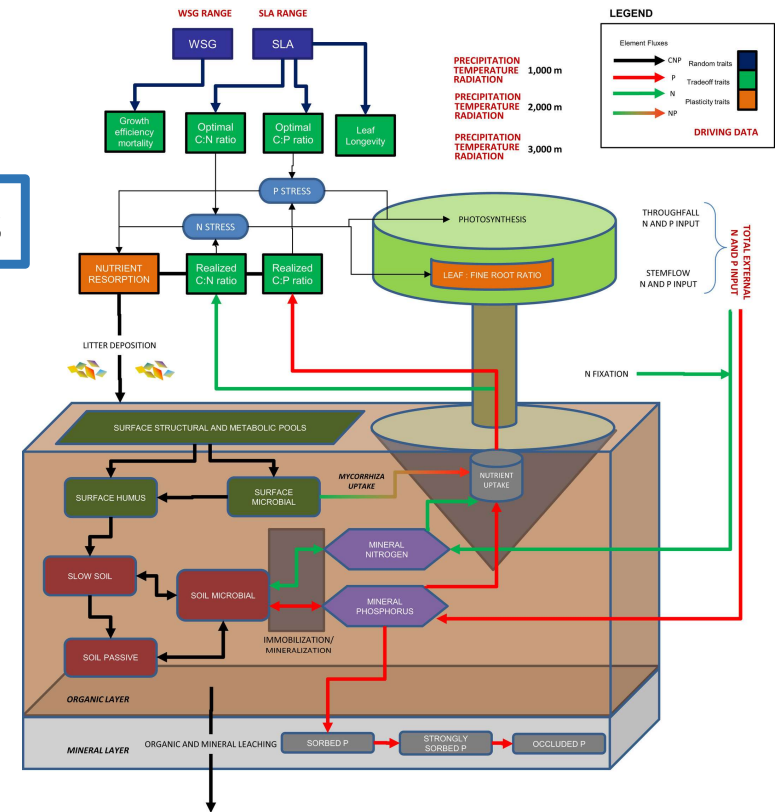 WSG RANGE
SLA RANGE
WSG
SLA
Growth
efficiency
mortality
Optimal
C:N ratio
Optimal
C:P ratio
Leaf
Longevity
PRECIPITATION
TEMPERATURE 1,000 m
RADIATION
PRECIPITATION
TEMPERATURE 2,000 m
RADIATION
PRECIPITATION
TEMPERATURE 3,000 m
RADIATION
LEGEND
Element Fluxes
CNP
P
N
NP
Random traits
Tradeoff traits
Plasticity traits
DRIVING DATA
P STRESS
N STRESS
NUTRIENT
RESORPTION
Realized
C:N ratio
Realized
C:P ratio
PHOTOSYNTHESIS
LEAF : FINE ROOT RATIO
THROUGHFALL
N AND P INPUT
STEMFLOW
N AND P INPUT
TOTAL EXTERNAL
N AND P INPUT
LITTER DEPOSITION
N FIXATION
SURFACE STRUCTURAL AND METABOLIC POOLS
SURFACE HUMUS
SURFACE
MICROBIAL
MYCORRHIZA
UPTAKE
NUTRIENT
UPTAKE
MINERAL
NITROGEN
SLOW SOIL
SOIL MICROBIAL
MINERAL
PHOSPHORUS
IMMOBILIZATION/
MINERALIZATION
SOIL PASSIVE
ORGANIC LAYER
MINERAL LAYER
ORGANIC AND MINERAL LEACHING
SORBED P
STRONGLY
SORBED P
OCCLUDED P